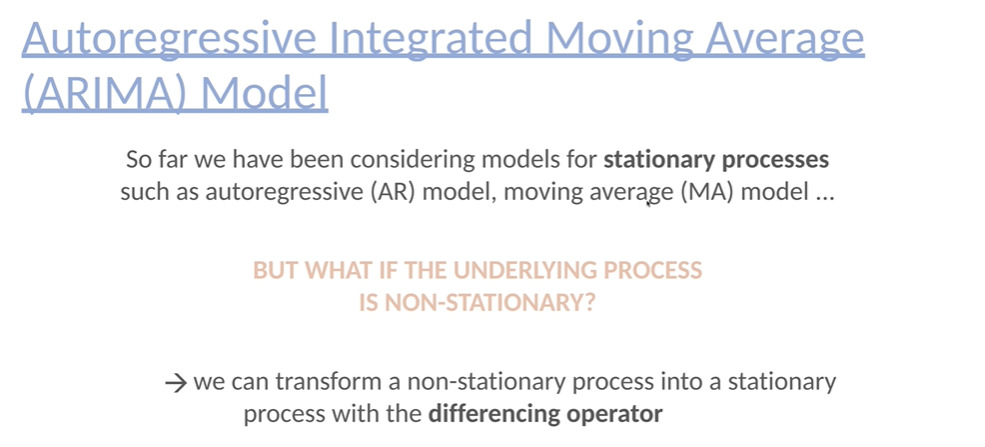 Autoregressive Integrated Moving Average
(ARIMA) Model
So far we have been considering models for stationary processes
such as autoregressive (AR) model, moving average (MA) model ...
BUT WHAT IF THE UNDERLYING PROCESS
IS NON-STATIONARY?
→ we can transform a non-stationary process into a stationary
process with the differencing operator